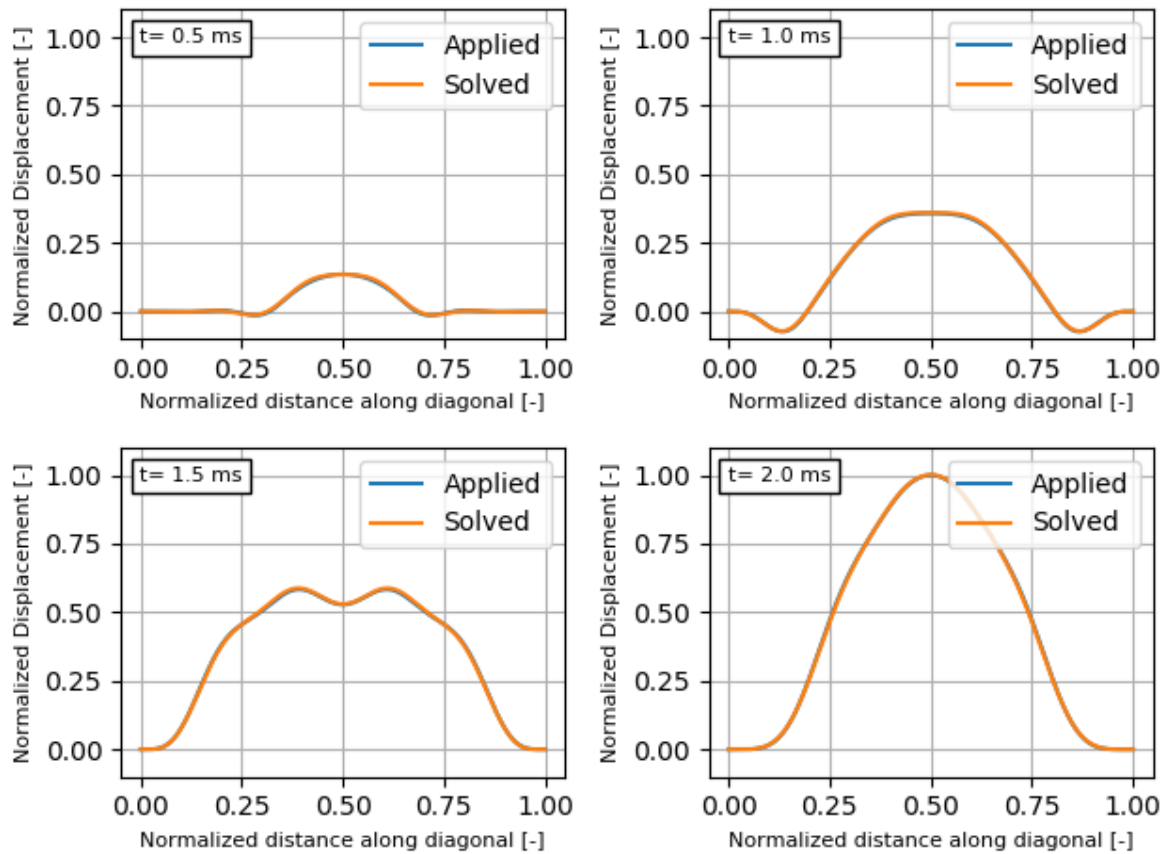 t= 0.5 ms
Applied
Solved
1.00
0.75
0.50
0.25
0.00
Normalized Displacement [-]
0.00 0.25 0.50 0.75 1.00
Normalized distance along diagonal [-]
t= 1.0 ms
Applied
Solved
1.00
0.75
0.50
0.25
0.00
Normalized Displacement [-]
0.00 0.25 0.50 0.75 1.00
Normalized distance along diagonal [-]
t= 1.5 ms
Applied
Solved
1.00
0.75
0.50
0.25
0.00
Normalized Displacement [-]
0.00 0.25 0.50 0.75 1.00
Normalized distance along diagonal [-]
t= 2.0 ms
Applied
Solved
1.00
0.75
0.50
0.25
0.00
Normalized Displacement [-]
0.00 0.25 0.50 0.75 1.00
Normalized distance along diagonal [-]